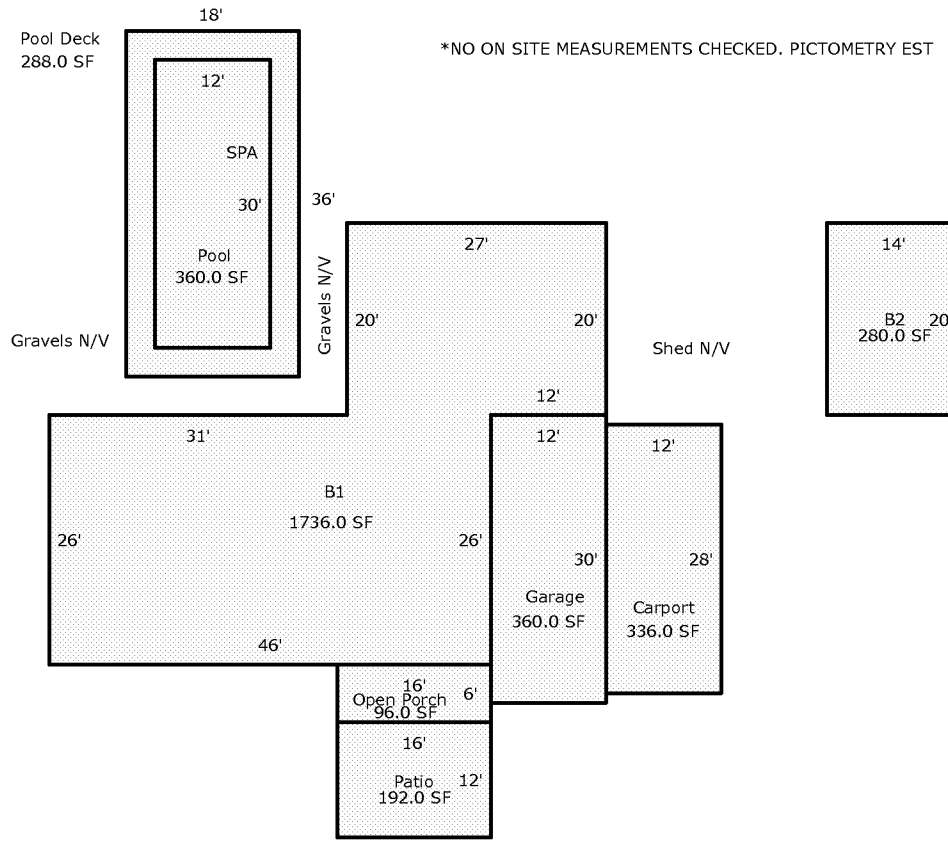 18'
Pool Deck
288.0 SF
*NO ON SITE MEASUREMENTS CHECKED. PICTOMETRY EST
12'
SPA
30'
36'
Pool
360.0 SF
Gravels N/V
Gravels N/V
27'
20'
20'
12'
Shed N/V
14'
B2
280.0 SF
20
31'
B1
1736.0 SF
26'
26'
46'
12'
30'
Garage
360.0 SF
12'
28'
Carport
336.0 SF
16'
6'
Open Porch
96.0 SF
16'
12'
Patio
192.0 SF